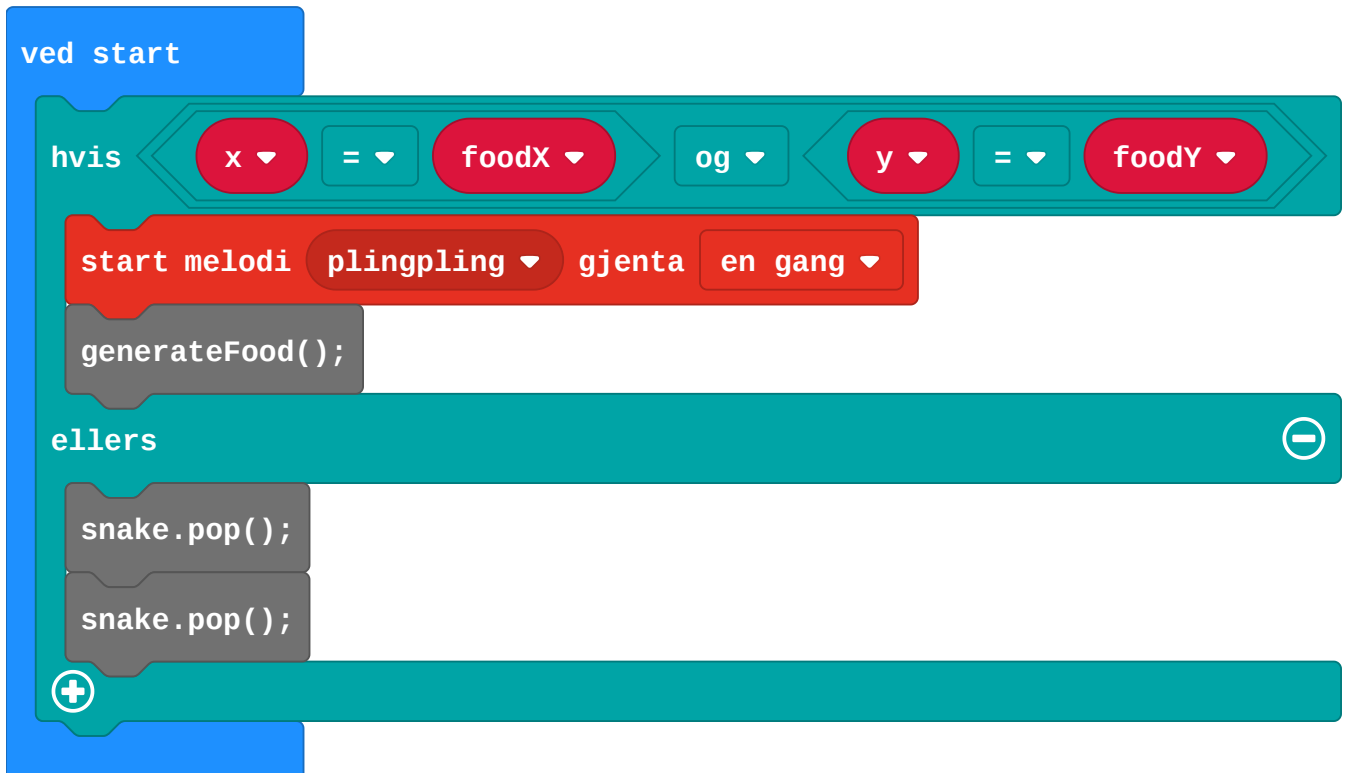 ved start
hvis x = foodX og y = foodY
start melodi plingpling gjenta en gang
generateFood();
ellers
snake.pop();
snake.pop();